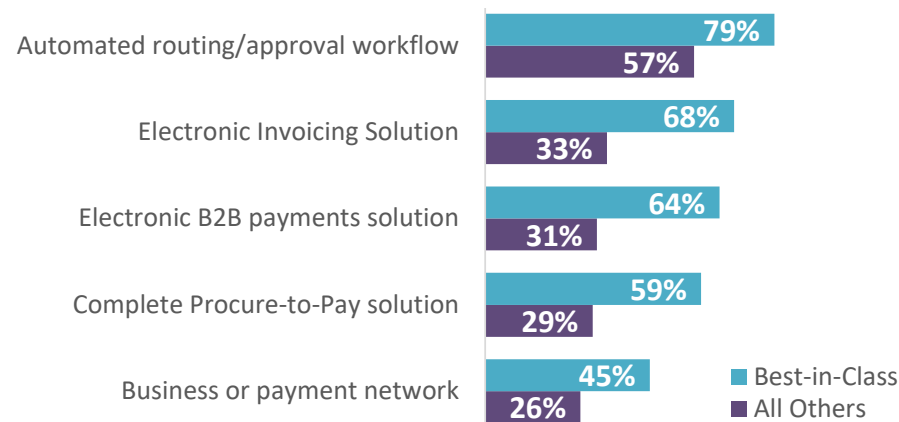 Automated routing/approval workflow
79%
57%
Electronic Invoicing Solution
68%
33%
Electronic B2B payments solution
64%
31%
Complete Procure-to-Pay solution
59%
29%
Business or payment network
45%
26%
Best-in-Class
All Others